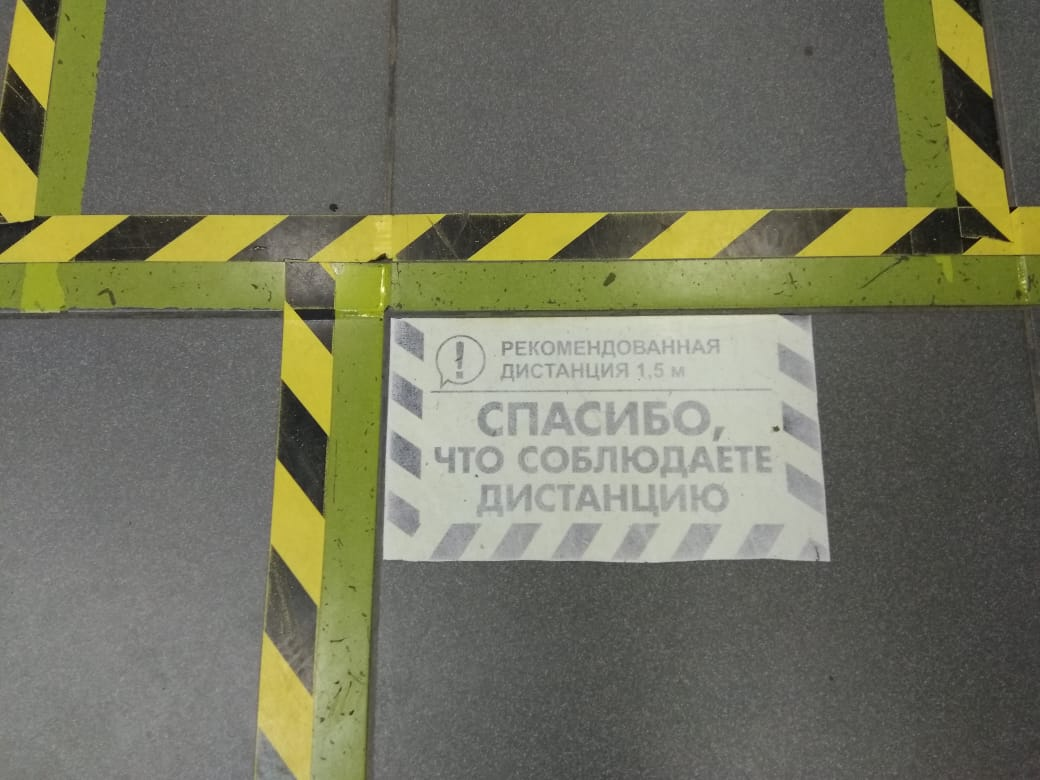 РЕКОМЕНДОВАННАЯ
ДИСТАНЦИЯ 1,5 м
СПАСИБО,
ЧТО СОБЛЮДАЕТЕ
ДИСТАНЦИЮ